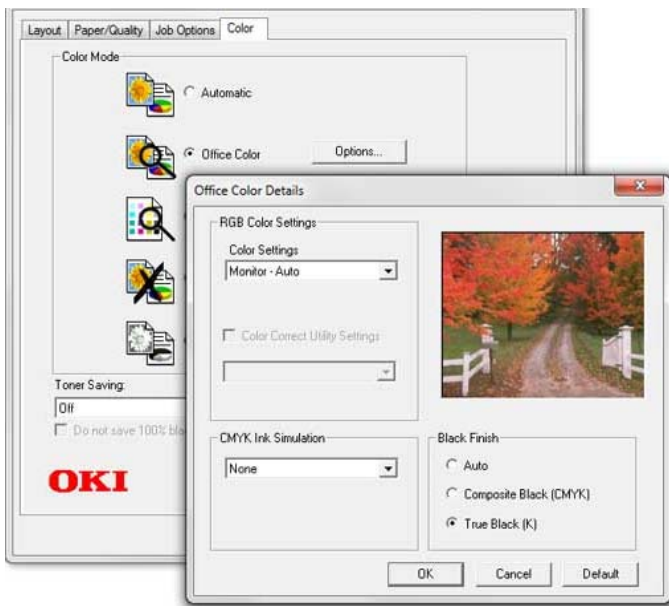 Layout Paper/Quality Job Options Color
Color Mode
Automatic
Office Color Options...
Office Color Details
RGB Color Settings
Color Settings
Monitor - Auto
Color Correct Utility Settings
CMYK Ink Simulation
None
Black Finish
Auto
Composite Black (CMYK)
True Black (K)
OK Cancel Default
Toner Saving:
Off
Do not save 100%
OKI